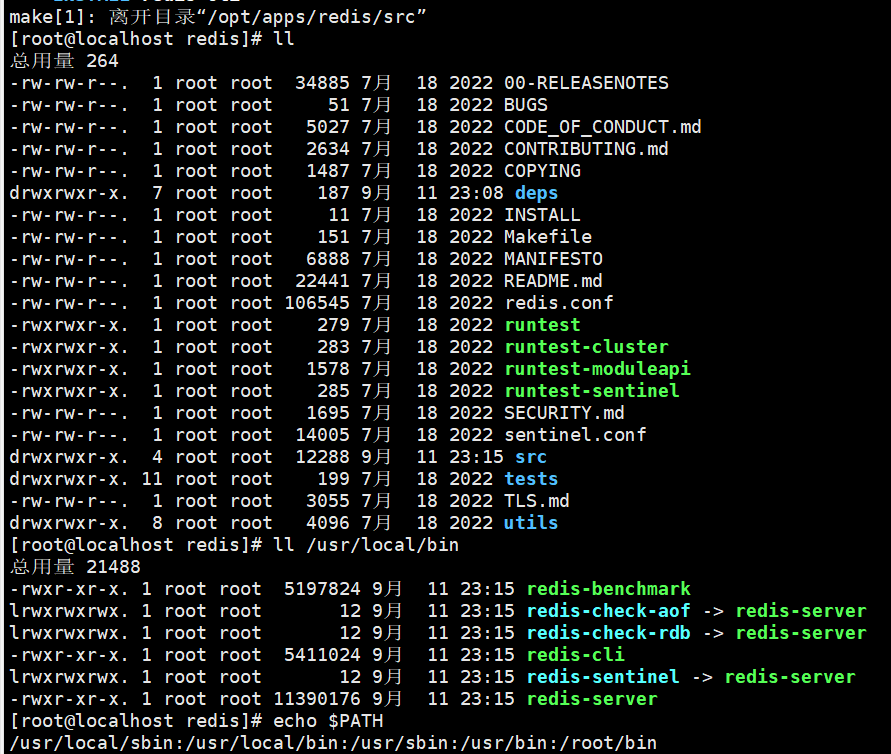 make[1]: 离开目录“/opt/apps/redis/src”
[root@localhost redis]# ll
总用量 264
-rw-rw-r--.  1 root root  34885 7月  18 2022 00-RELEASENOTES
-rw-rw-r--.  1 root root     51 7月  18 2022 BUGS
-rw-rw-r--.  1 root root   5027 7月  18 2022 CODE_OF_CONDUCT.md
-rw-rw-r--.  1 root root   2634 7月  18 2022 CONTRIBUTING.md
-rw-rw-r--.  1 root root   1487 7月  18 2022 COPYING
drwxrwxr-x.  7 root root    187 9月  11 23:08 deps
-rw-rw-r--.  1 root root     11 7月  18 2022 INSTALL
-rw-rw-r--.  1 root root    151 7月  18 2022 Makefile
-rw-rw-r--.  1 root root   6888 7月  18 2022 MANIFESTO
-rw-rw-r--.  1 root root  22441 7月  18 2022 README.md
-rw-rw-r--.  1 root root 106545 7月  18 2022 redis.conf
-rwxrwxr-x.  1 root root    279 7月  18 2022 runtest
-rwxrwxr-x.  1 root root    283 7月  18 2022 runtest-cluster
-rwxrwxr-x.  1 root root   1578 7月  18 2022 runtest-moduleapi
-rwxrwxr-x.  1 root root    285 7月  18 2022 runtest-sentinel
-rw-rw-r--.  1 root root   1695 7月  18 2022 SECURITY.md
-rw-rw-r--.  1 root root  14005 7月  18 2022 sentinel.conf
drwxrwxr-x.  4 root root  12288 9月  11 23:15 src
drwxrwxr-x. 11 root root    199 7月  18 2022 tests
-rw-rw-r--.  1 root root   3055 7月  18 2022 TLS.md
drwxrwxr-x.  8 root root   4096 7月  18 2022 utils
[root@localhost redis]# ll /usr/local/bin
总用量 21488
-rwxr-xr-x. 1 root root  5197824 9月  11 23:15 redis-benchmark
lrwxrwxrwx. 1 root root       12 9月  11 23:15 redis-check-aof -> redis-server
lrwxrwxrwx. 1 root root       12 9月  11 23:15 redis-check-rdb -> redis-server
-rwxr-xr-x. 1 root root  5411024 9月  11 23:15 redis-cli
lrwxrwxrwx. 1 root root       12 9月  11 23:15 redis-sentinel -> redis-server
-rwxr-xr-x. 1 root root 11390176 9月  11 23:15 redis-server
[root@localhost redis]# echo $PATH
/usr/local/sbin:/usr/local/bin:/usr/sbin:/usr/bin:/root/bin